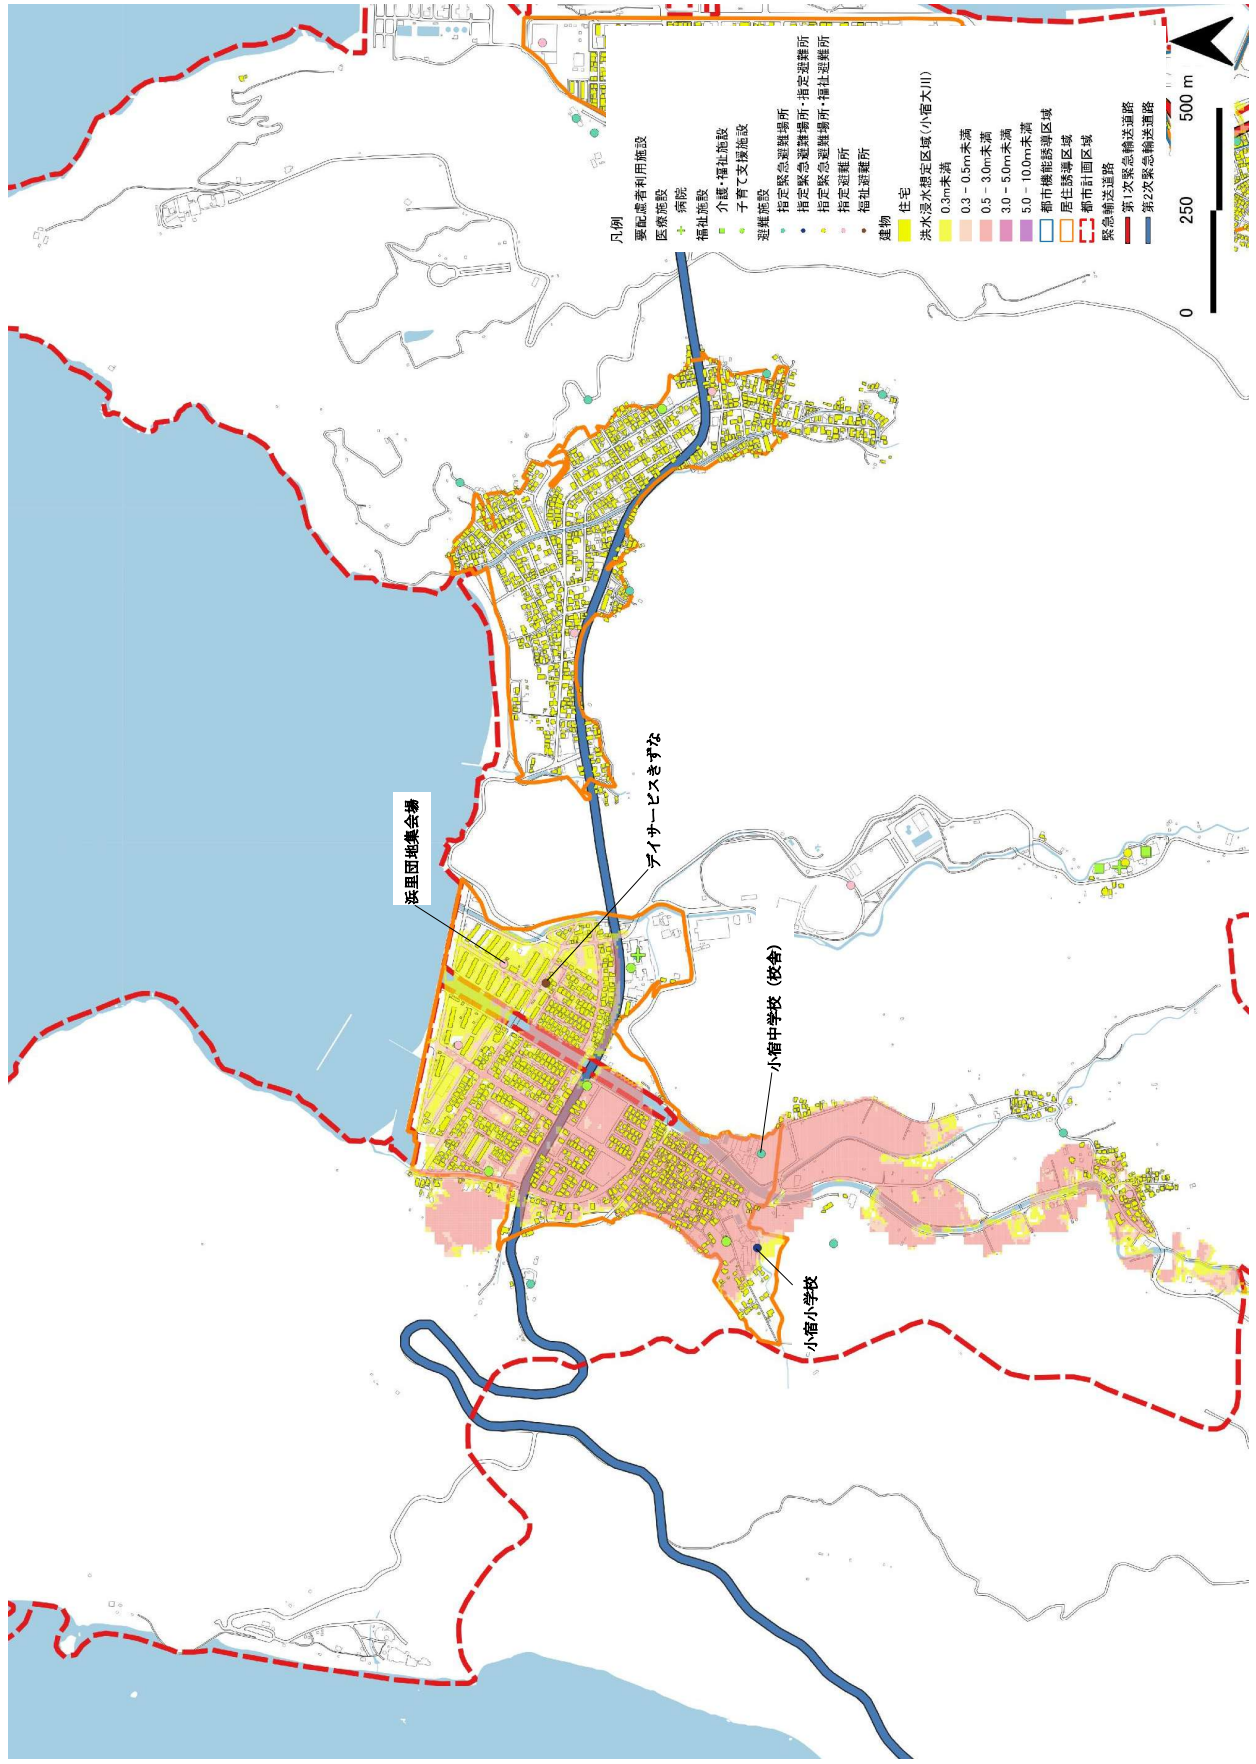 凡例
要配慮者利用施設
医療施設
病院
福祉施設
介護・福祉施設
子育て支援施設
避難施設
指定緊急避難場所
指定緊急避難場所・指定避難所
指定緊急避難場所・福祉避難所
指定避難所
福祉避難所
建物
住宅
洪水浸水想定区域(小宿大川)
0.3m未満
0.3 - 0.5m未満
0.5 - 3.0m未満
3.0 - 5.0m未満
5.0 - 10.0m未満
都市機能誘導区域
居住誘導区域
都市計画区域
緊急輸送道路
第1次緊急輸送道路
第2次緊急輸送道路
0 250 500 m
浜里団地集会場
デイサービスきずな
小宿中学校（校舎）
小宿小学校